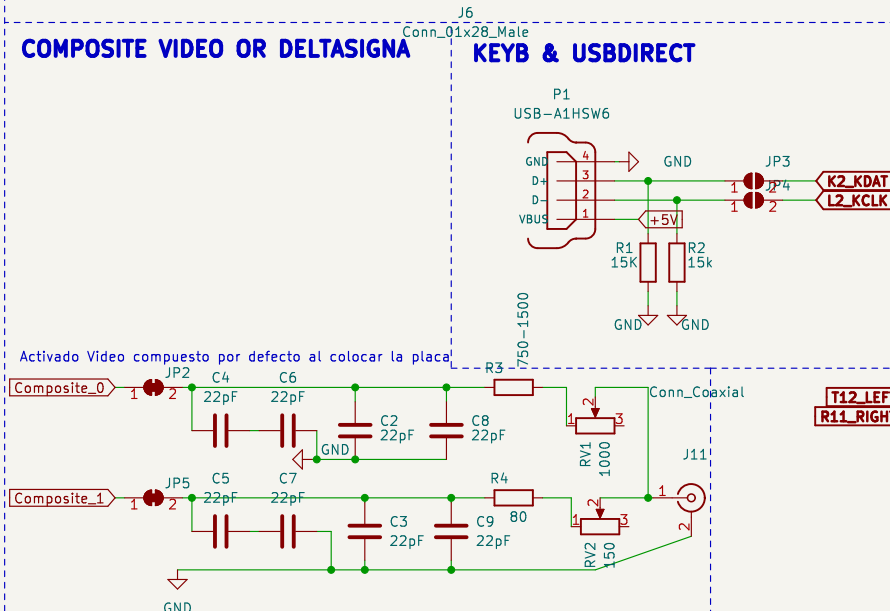 J6
Conn_01x28_Male
COMPOSITE VIDEO OR DELTASIGNA
KEYB & USBDIRECT
P1
USB-A1HSW6
GND 4 GND
D+ 3
D- 2
VBUS 1 +5V
JP3
1 2 K2_KDAT
JP4
1 2 L2_KCLK
R1 R2
15K 15k
GND GND
750-1500
Activado Video compuesto por defecto al colocar la placa
R3
Composite_0
JP2
1 2
C4 C6
22pF 22pF
C2
22pF
C8
22pF
GND
1 2 3
RV1
1000
Conn_Coaxial
T12_LEF
R11_RIGH
J11
1
2
Composite_1
JP5
1 2
C5 C7
22pF 22pF
C3
22pF
C9
22pF
R4
80
1 2 3
RV2
150
GND